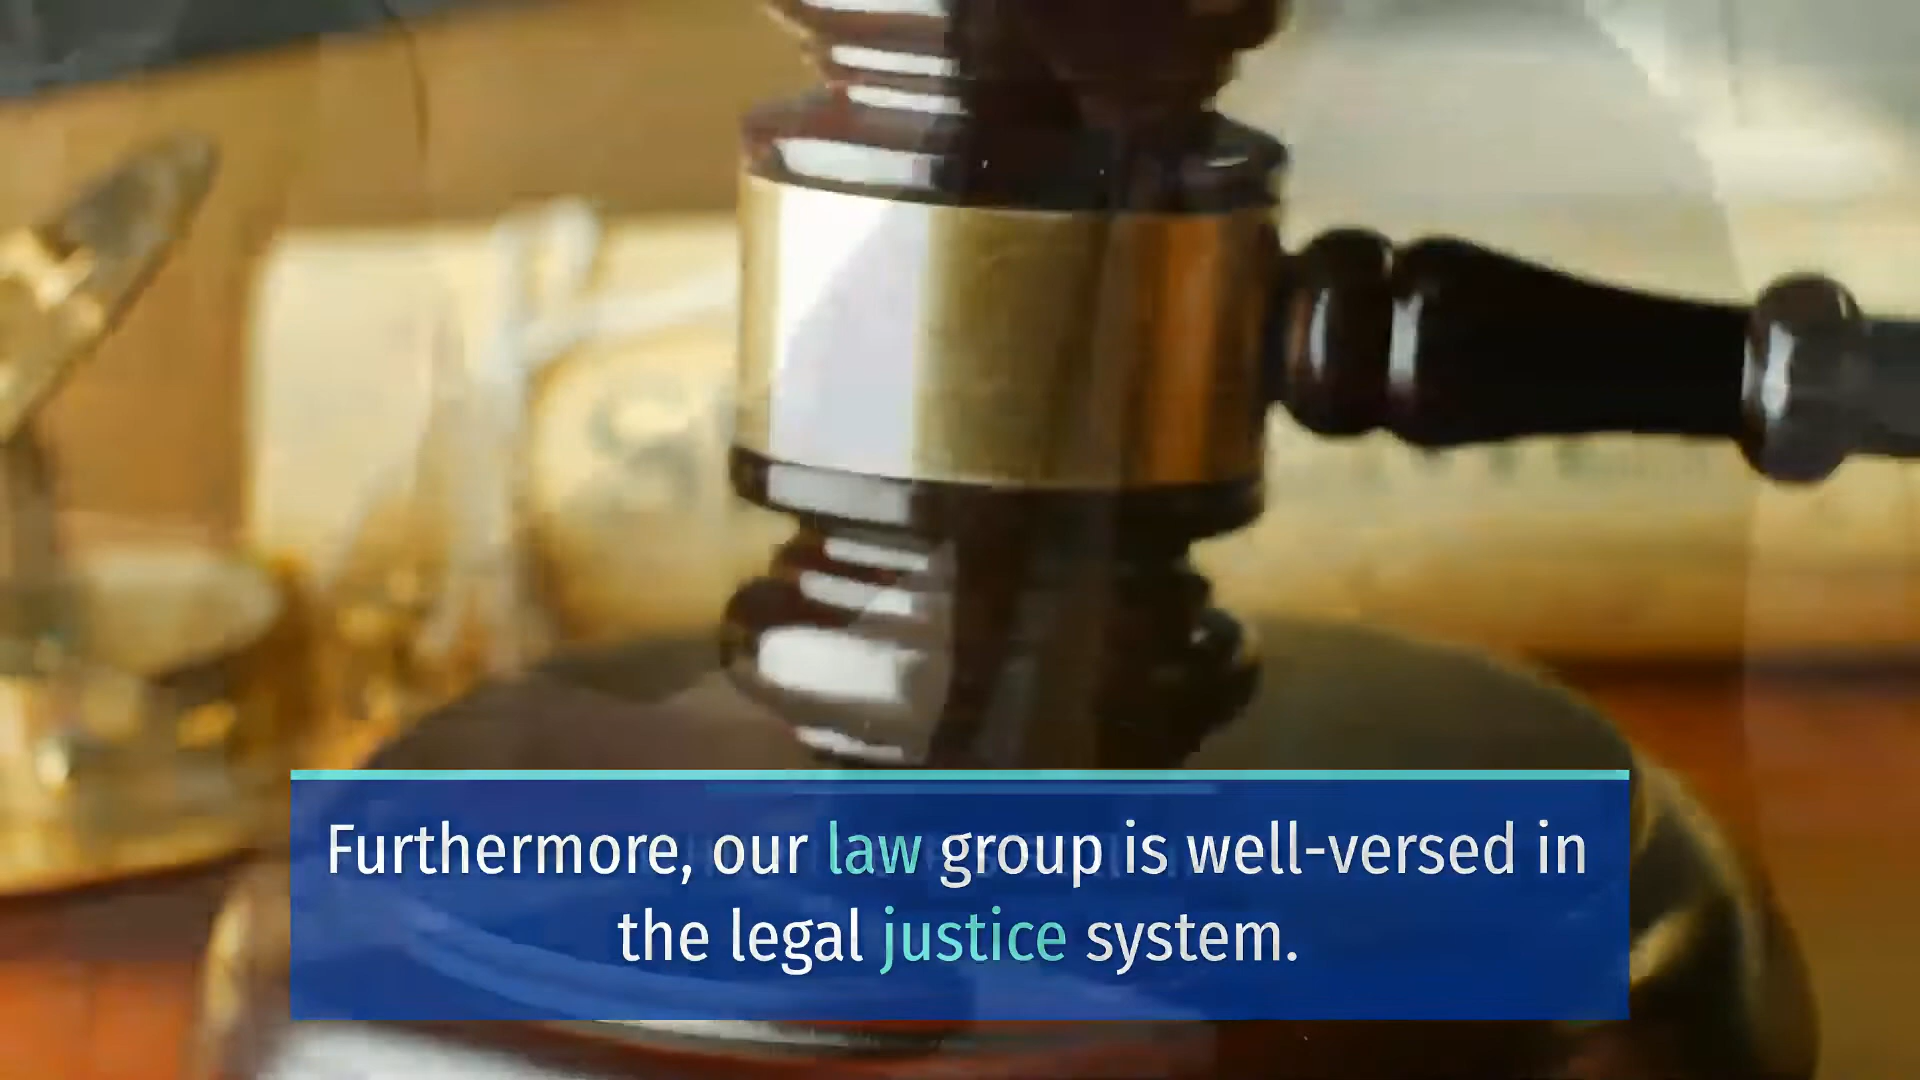 Furthermore, our law group is well-versed in
the legal justice system.